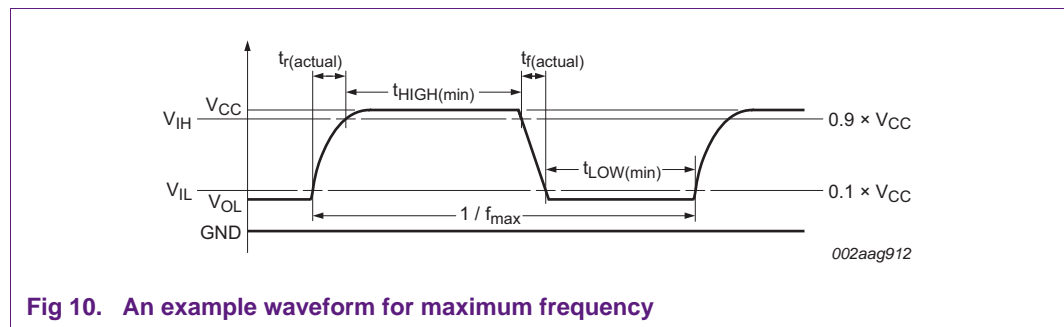 tr(actual)
tf(actual)
tHIGH(min)
VCC
VIH
0.9 × VCC
tLOW(min)
VIL
0.1 × VCC
VOL
1 / fmax
GND
002aag912
Fig 10. An example waveform for maximum frequency